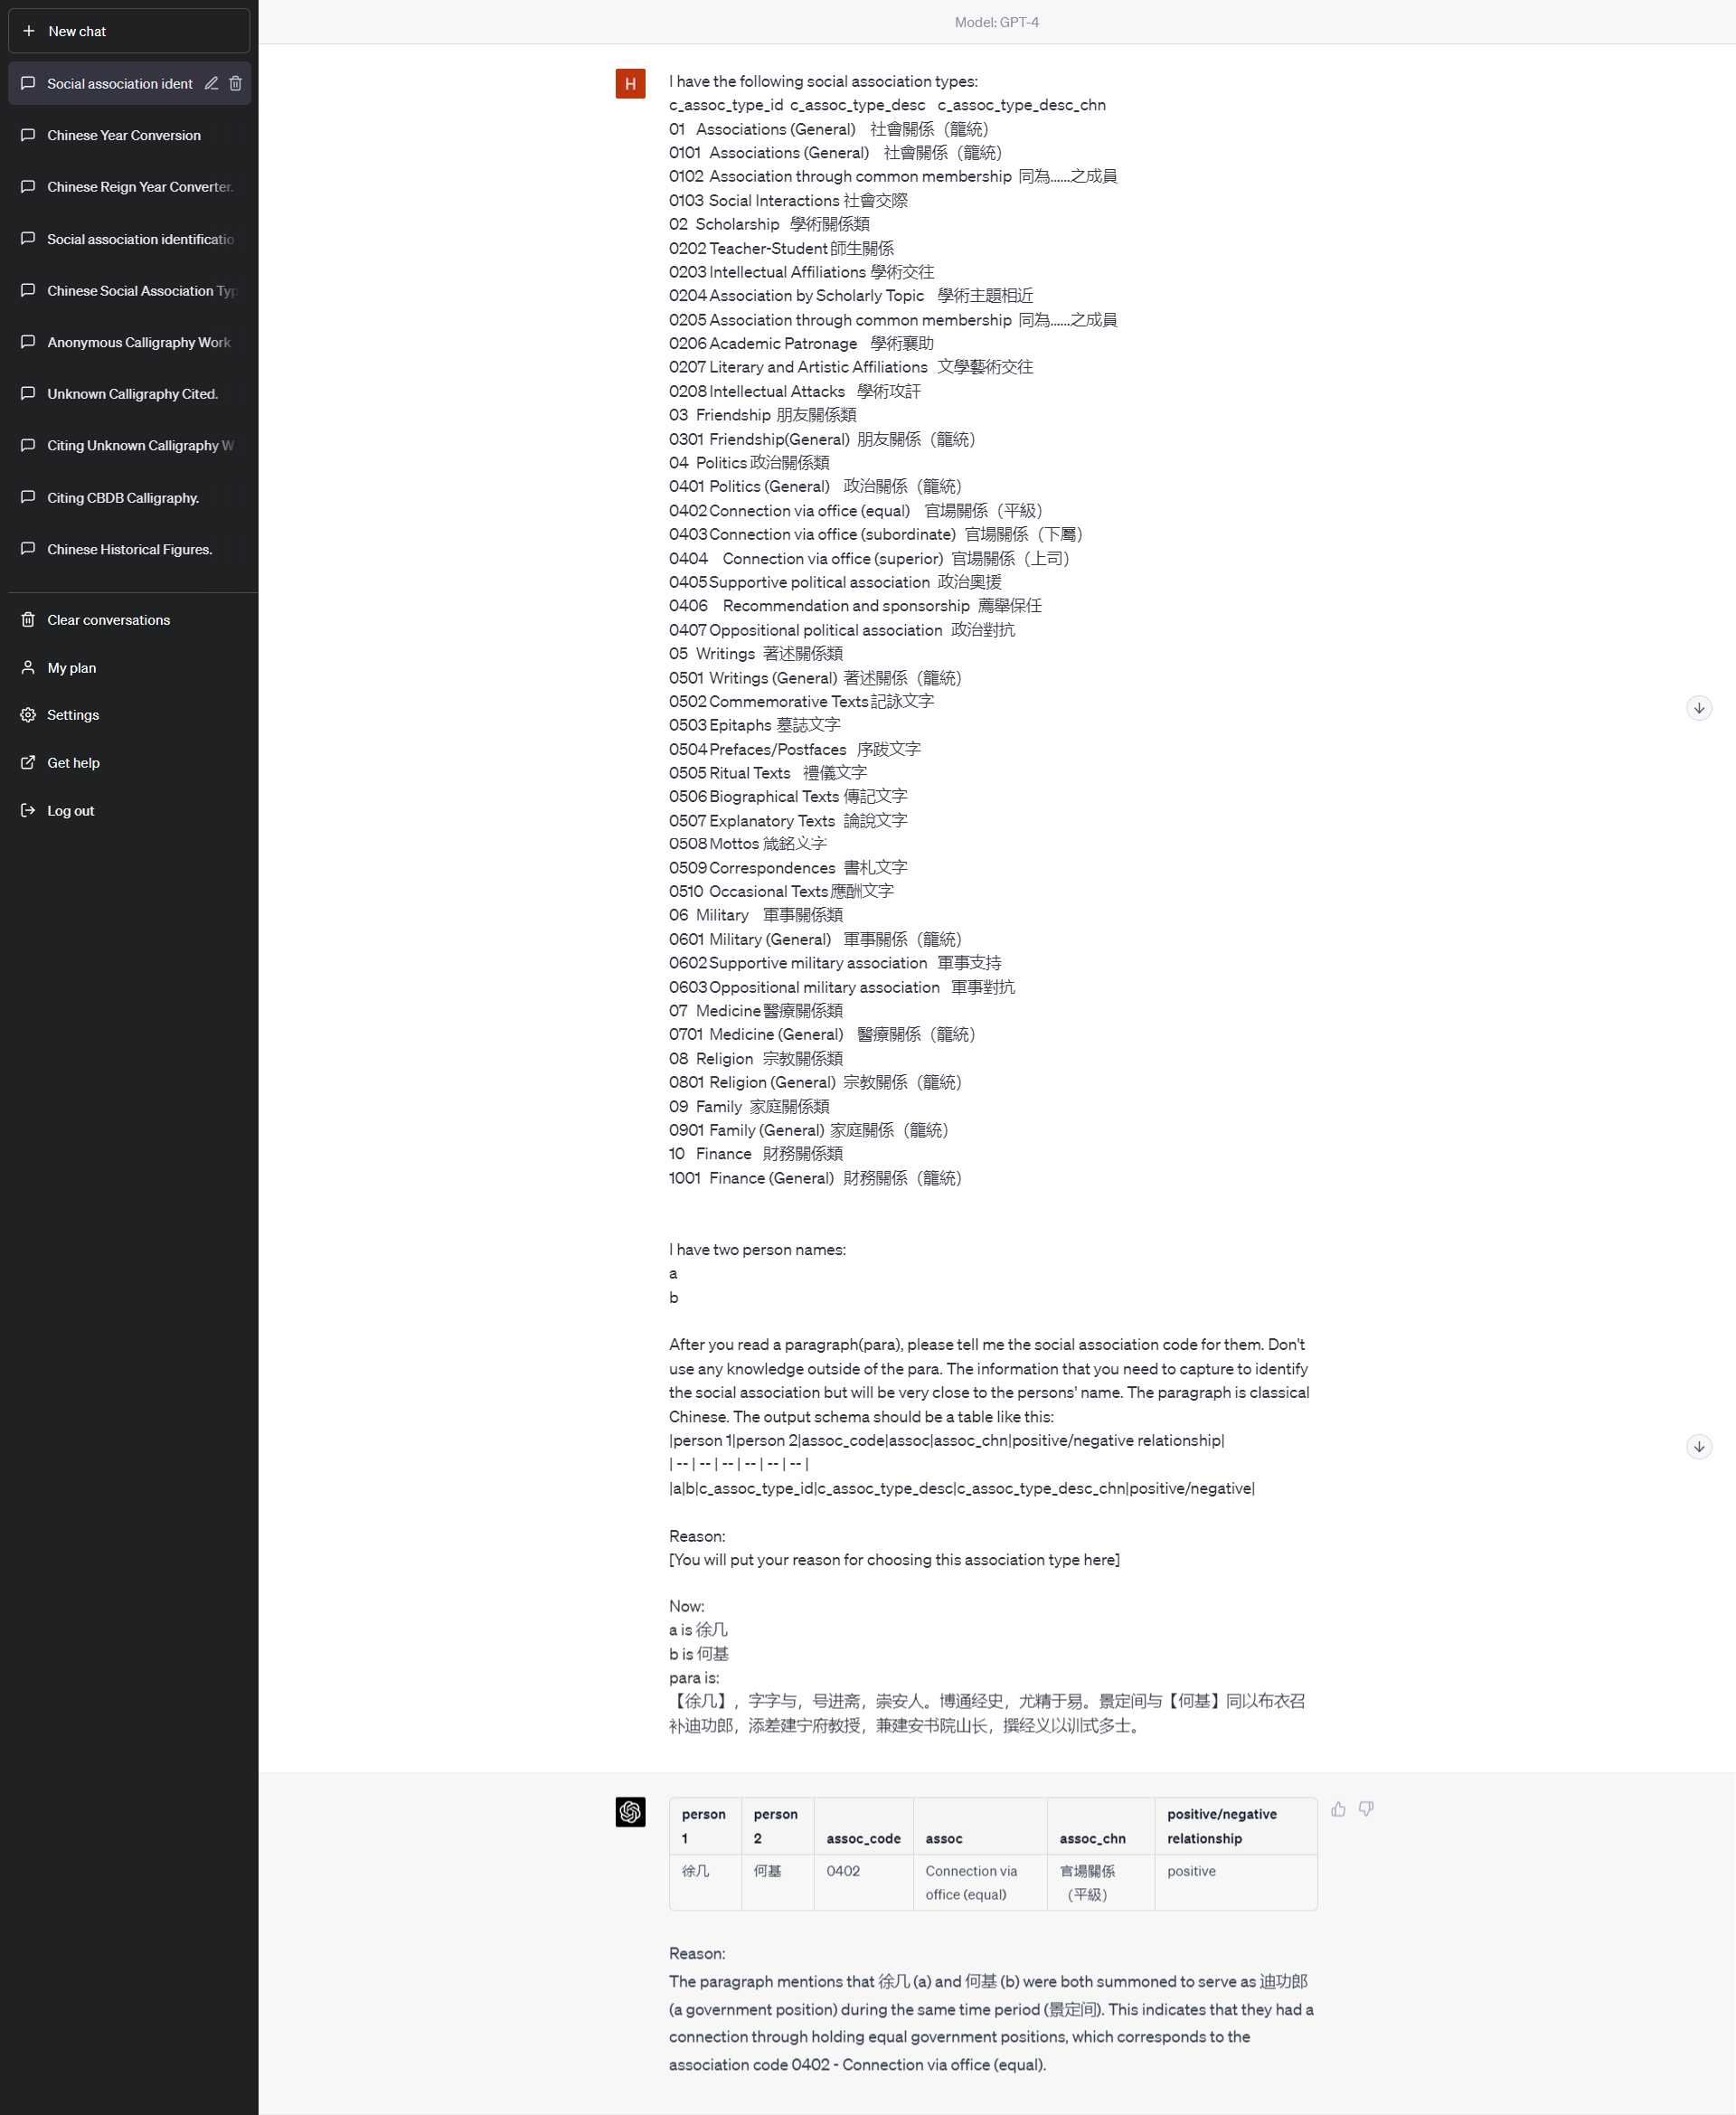 New chat
Social association ident
Chinese Year Conversion
Chinese Reign Year Converter.
Social association identificatio
Chinese Social Association Typ
Anonymous Calligraphy Work
Unknown Calligraphy Cited.
Citing Unknown Calligraphy W
Citing CBDB Calligraphy.
Chinese Historical Figures.
Clear conversations
My plan
Settings
Get help
Log out
Model: GPT-4
H
I have the following social association types:
c_assoc_type_id c_assoc_type_desc c_assoc_type_desc_chn
01 Associations (General) 社會關係（籠統）
0101 Associations (General) 社會關係（籠統）
0102 Association through common membership 同為......之成員
0103 Social Interactions 社會交際
02 Scholarship 學術關係類
0202 Teacher-Student 師生關係
0203 Intellectual Affiliations 學術交往
0204 Association by Scholarly Topic 學術主題相近
0205 Association through common membership 同為......之成員
0206 Academic Patronage 學術襄助
0207 Literary and Artistic Affiliations 文學藝術交往
0208 Intellectual Attacks 學術攻訐
03 Friendship 朋友關係類
0301 Friendship(General) 朋友關係（籠統）
04 Politics 政治關係類
0401 Politics (General) 政治關係（籠統）
0402 Connection via office (equal) 官場關係（平級）
0403 Connection via office (subordinate) 官場關係（下屬）
0404 Connection via office (superior) 官場關係（上司）
0405 Supportive political association 政治奧援
0406 Recommendation and sponsorship 薦舉保任
0407 Oppositional political association 政治對抗
05 Writings 著述關係類
0501 Writings (General) 著述關係（籠統）
0502 Commemorative Texts 記詠文字
0503 Epitaphs 墓誌文字
0504 Prefaces/Postfaces 序跋文字
0505 Ritual Texts 禮儀文字
0506 Biographical Texts 傳記文字
0507 Explanatory Texts 論說文字
0508 Mottos 箴銘文字
0509 Correspondences 書札文字
0510 Occasional Texts 應酬文字
06 Military 軍事關係類
0601 Military (General) 軍事關係（籠統）
0602 Supportive military association 軍事支持
0603 Oppositional military association 軍事對抗
07 Medicine 醫療關係類
0701 Medicine (General) 醫療關係（籠統）
08 Religion 宗教關係類
0801 Religion (General) 宗教關係（籠統）
09 Family 家庭關係類
0901 Family (General) 家庭關係（籠統）
10 Finance 財務關係類
1001 Finance (General) 財務關係（籠統）
I have two person names:
a
b
After you read a paragraph(para), please tell me the social association code for them. Don't
use any knowledge outside of the para. The information that you need to capture to identify
the social association but will be very close to the persons' name. The paragraph is classical
Chinese. The output schema should be a table like this:
|person 1|person 2|assoc_code|assoc|assoc_chn|positive/negative relationship|
| -- | -- | -- | -- | -- | -- |
|a|b|c_assoc_type_id|c_assoc_type_desc|c_assoc_type_desc_chn|positive/negative|
Reason:
[You will put your reason for choosing this association type here]
Now:
a is 徐几
b is 何基
para is:
【徐几】，字子与，号进斋，崇安人。博通经史，尤精于易。景定间与【何基】同以布衣召
补迪功郎，添差建宁府教授，兼建安书院山长，撰经义以训式多士。
person 1 person 2 assoc_code assoc assoc_chn positive/negative relationship
徐几 何基 0402 Connection via office (equal) 官場關係（平級） positive
Reason:
The paragraph mentions that 徐几 (a) and 何基 (b) were both summoned to serve as 迪功郎
(a government position) during the same time period (景定间). This indicates that they had a
connection through holding equal government positions, which corresponds to the
association code 0402 - Connection via office (equal).